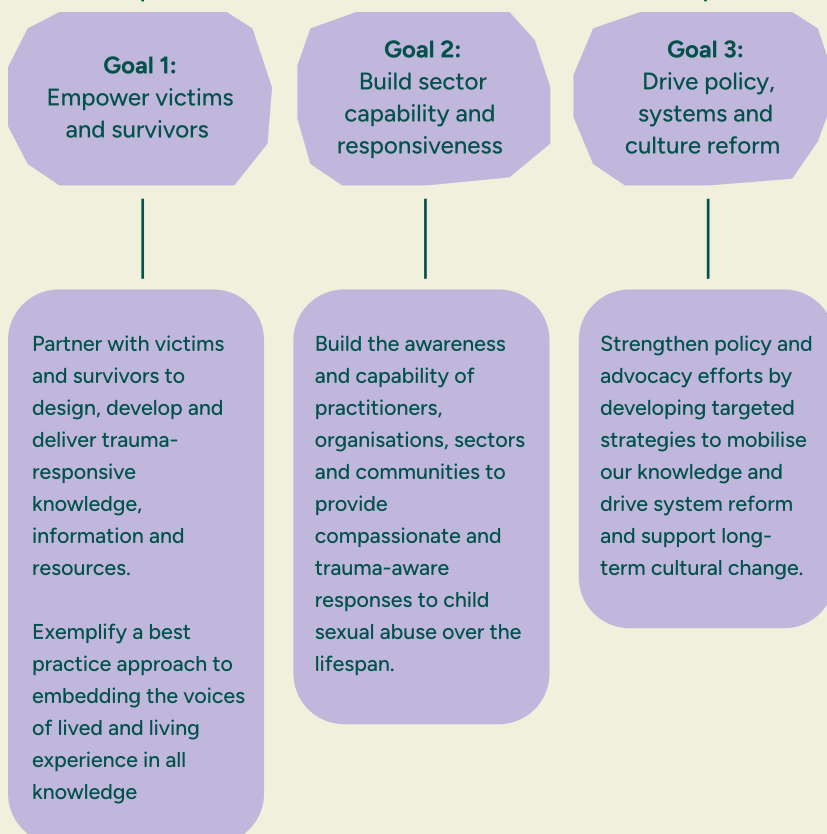 Goal 1:
Empower victims
and survivors
Goal 2:
Build sector
capability and
responsiveness
Goal 3:
Drive policy,
systems and
culture reform
Partner with victims
and survivors to
design, develop and
deliver trauma-
responsive
knowledge,
information and
resources.
Exemplify a best
practice approach to
embedding the voices
of lived and living
experience in all
knowledge
Build the awareness
and capability of
practitioners,
organisations, sectors
and communities to
provide
compassionate and
trauma-aware
responses to child
sexual abuse over the
lifespan.
Strengthen policy and
advocacy efforts by
developing targeted
strategies to mobilise
our knowledge and
drive system reform
and support long-
term cultural change.